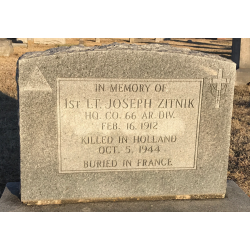 IN MEMORY OF
1ST LT. JOSEPH ZITNIK
HQ. CO. 66 AR. DIV.
FEB. 16, 1912
KILLED IN HOLLAND
OCT. 5, 1944
BURIED IN FRANCE